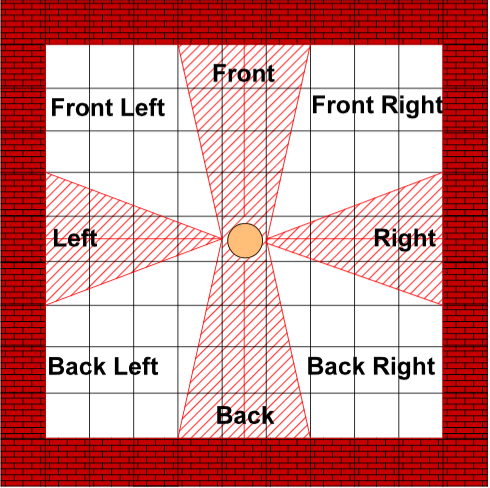 Front
Front Left
Front Right
Left
Right
Back Left
Back Right
Back